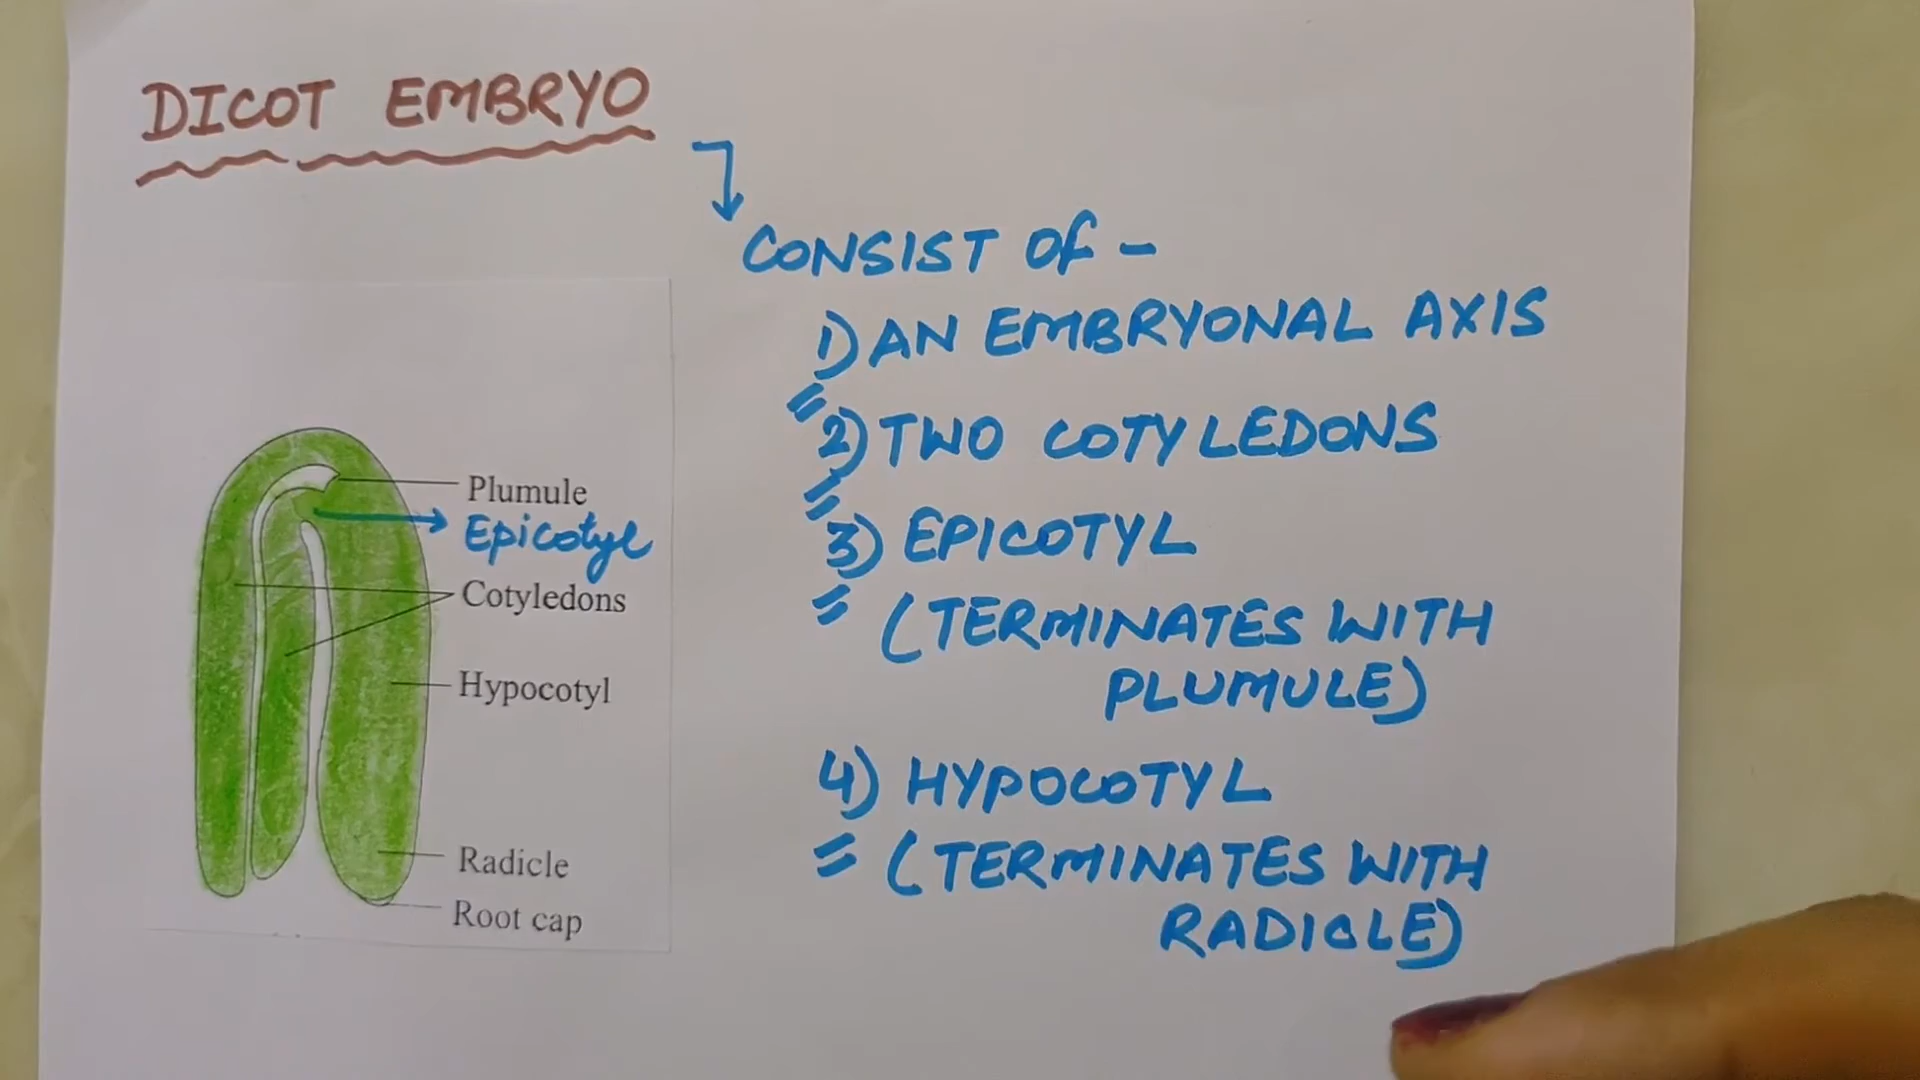 DICOT EMBRYO
CONSIST Of -
1) AN EMBRYONAL AXIS
2) TWO COTYLEDONS
3) EPICOTYL
(TERMINATES WITH
PLUMULE)
4) HYPOCOTYL
(TERMINATES WITH
RADICLE)
Plumule
Epicotyl
Cotyledons
Hypocotyl
Radicle
Root cap